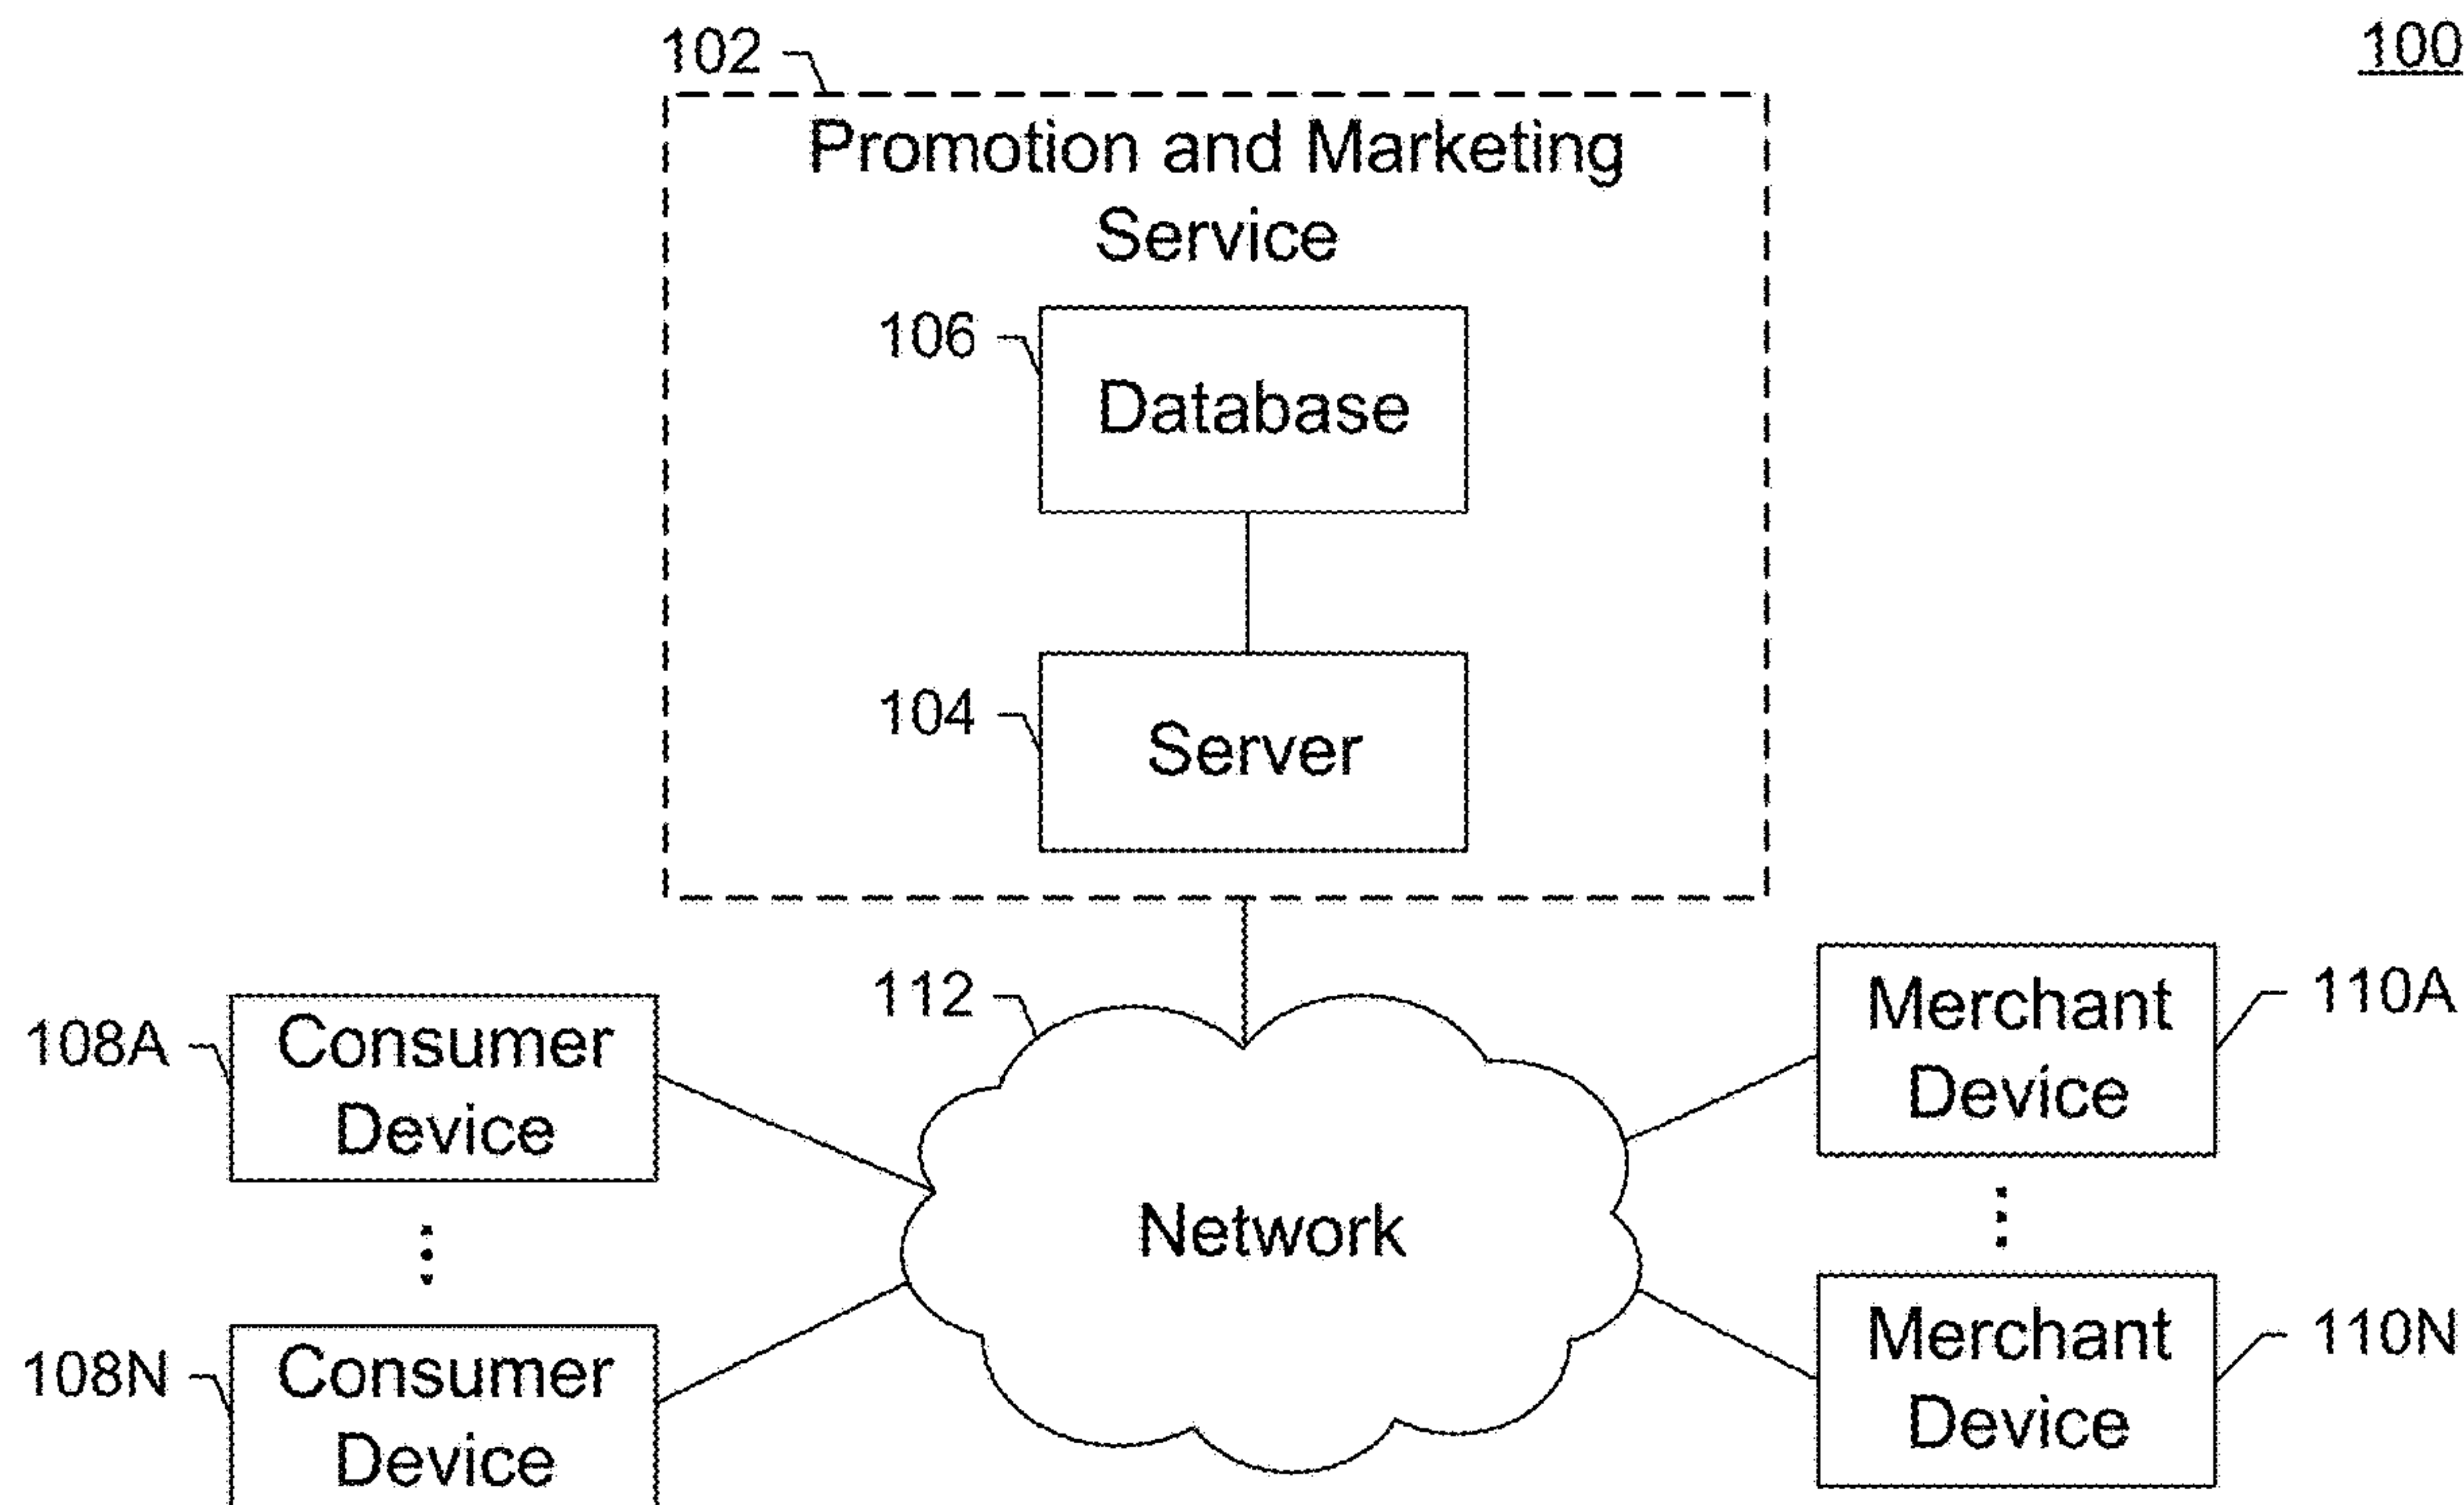 100
102
Promotion and Marketing
Service
106
Database
104
Server
112
108A
Consumer
Device
108N
Consumer
Device
Network
Merchant
Device
110A
Merchant
Device
110N